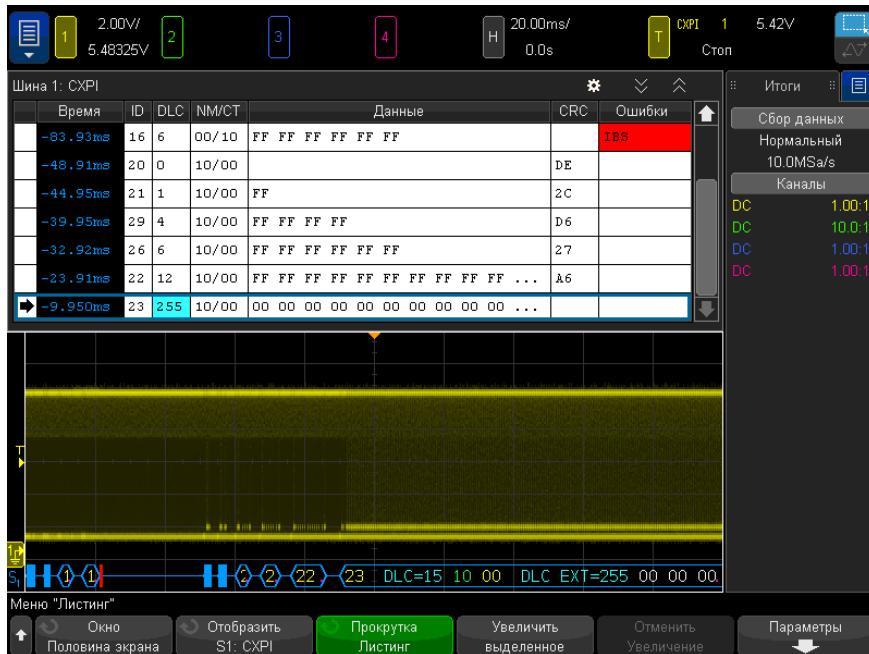 1 2.00V/ 2 3 4 H 20.00ms/ T CXPI 1 5.42V
5.48325V 0.0s Стоп
Шина 1: CXPI
Итоги
Время ID DLC NM/CT Данные CRC Ошибки
-83.93ms 16 6 00/10 FF FF FF FF FF FF IBS
-48.91ms 20 0 10/00 DE
-44.95ms 21 1 10/00 FF 2C
-39.95ms 29 4 10/00 FF FF FF FF D6
-32.92ms 26 6 10/00 FF FF FF FF FF FF 27
-23.91ms 22 12 10/00 FF FF FF FF FF FF FF FF FF FF ... A6
-9.950ms 23 255 10/00 00 00 00 00 00 00 00 00 00 00 ...
Сбор данных
Нормальный
10.0MSa/s
Каналы
DC 1.00:1
DC 10.0:1
DC 1.00:1
DC 1.00:1
T
1
S1 1 1 2 2 22 23 DLC=15 10 00 DLC EXT=255 00 00 00
Меню "Листинг"
Окно Отобразить Прокрутка Увеличить Отменить Параметры
Половина экрана S1: CXPI Листинг выделенное Увеличение